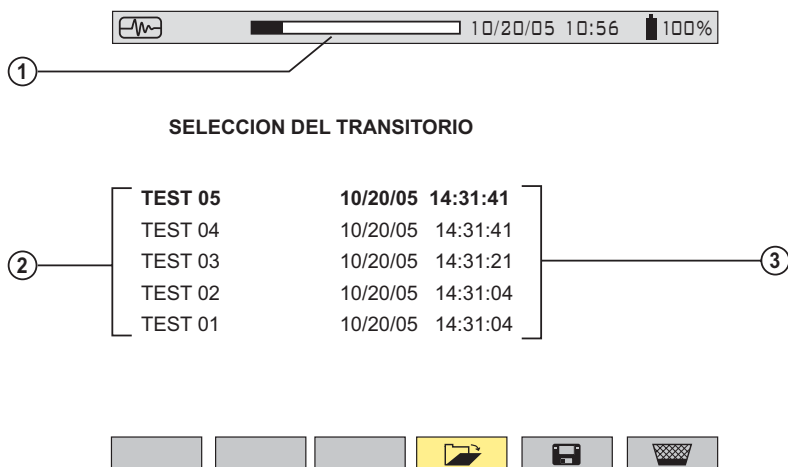 10/20/05 10:56 100%
1
SELECCION DEL TRANSITORIO
TEST 05 10/20/05 14:31:41
TEST 04 10/20/05 14:31:41
TEST 03 10/20/05 14:31:21
TEST 02 10/20/05 14:31:04
TEST 01 10/20/05 14:31:04
2
3